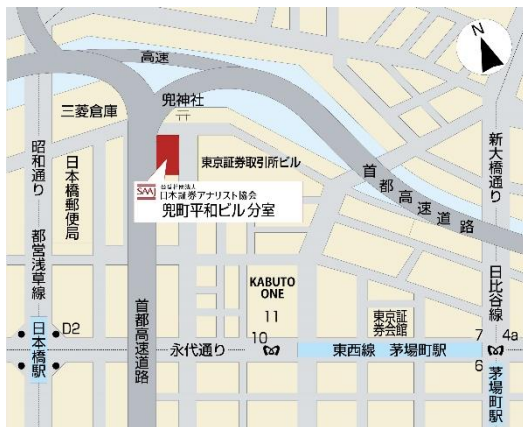 N
高速
三菱倉庫
兜神社
昭和通り
日本橋郵便局
東京証券取引所ビル
首都高速道路
新大橋通り
SAA
公益社団法人
日本証券アナリスト協会
兜町平和ビル 分室
都営浅草線
日比谷線
KABUTO
ONE
11
10
東京証
券会館
首都高速道路
D2
日本橋駅
永代通り
東西線 茅場町駅
7
4a
6
茅場町駅